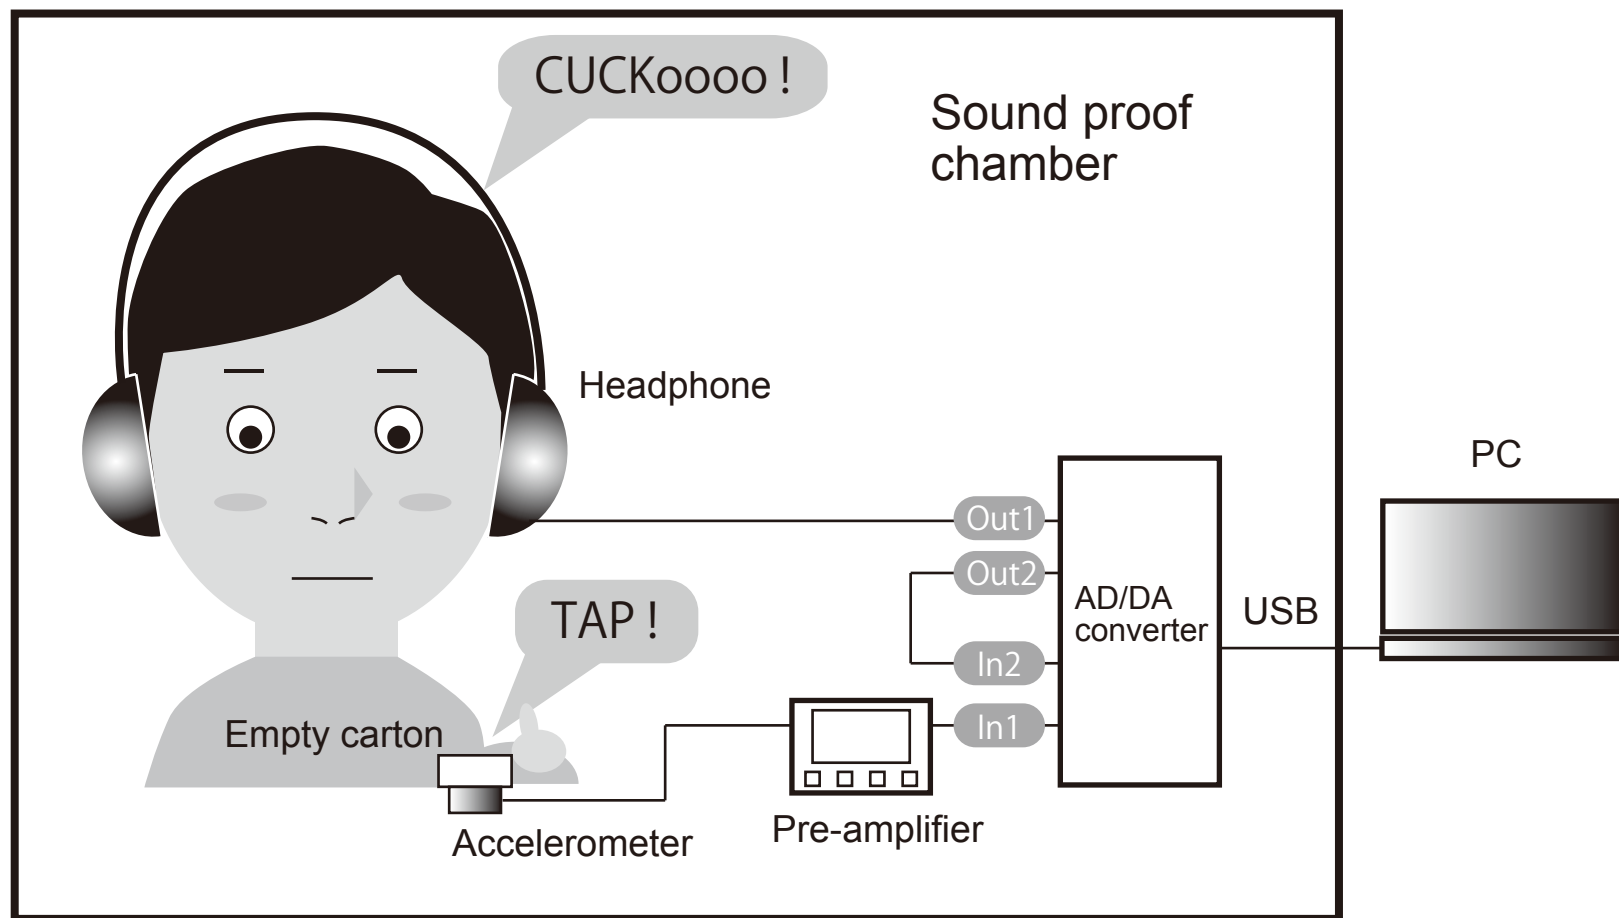 CUCKoooo !
Sound proof
chamber
Headphone
PC
Out1
Out2
AD/DA
converter
USB
TAP !
In2
In1
Empty carton
Pre-amplifier
Accelerometer